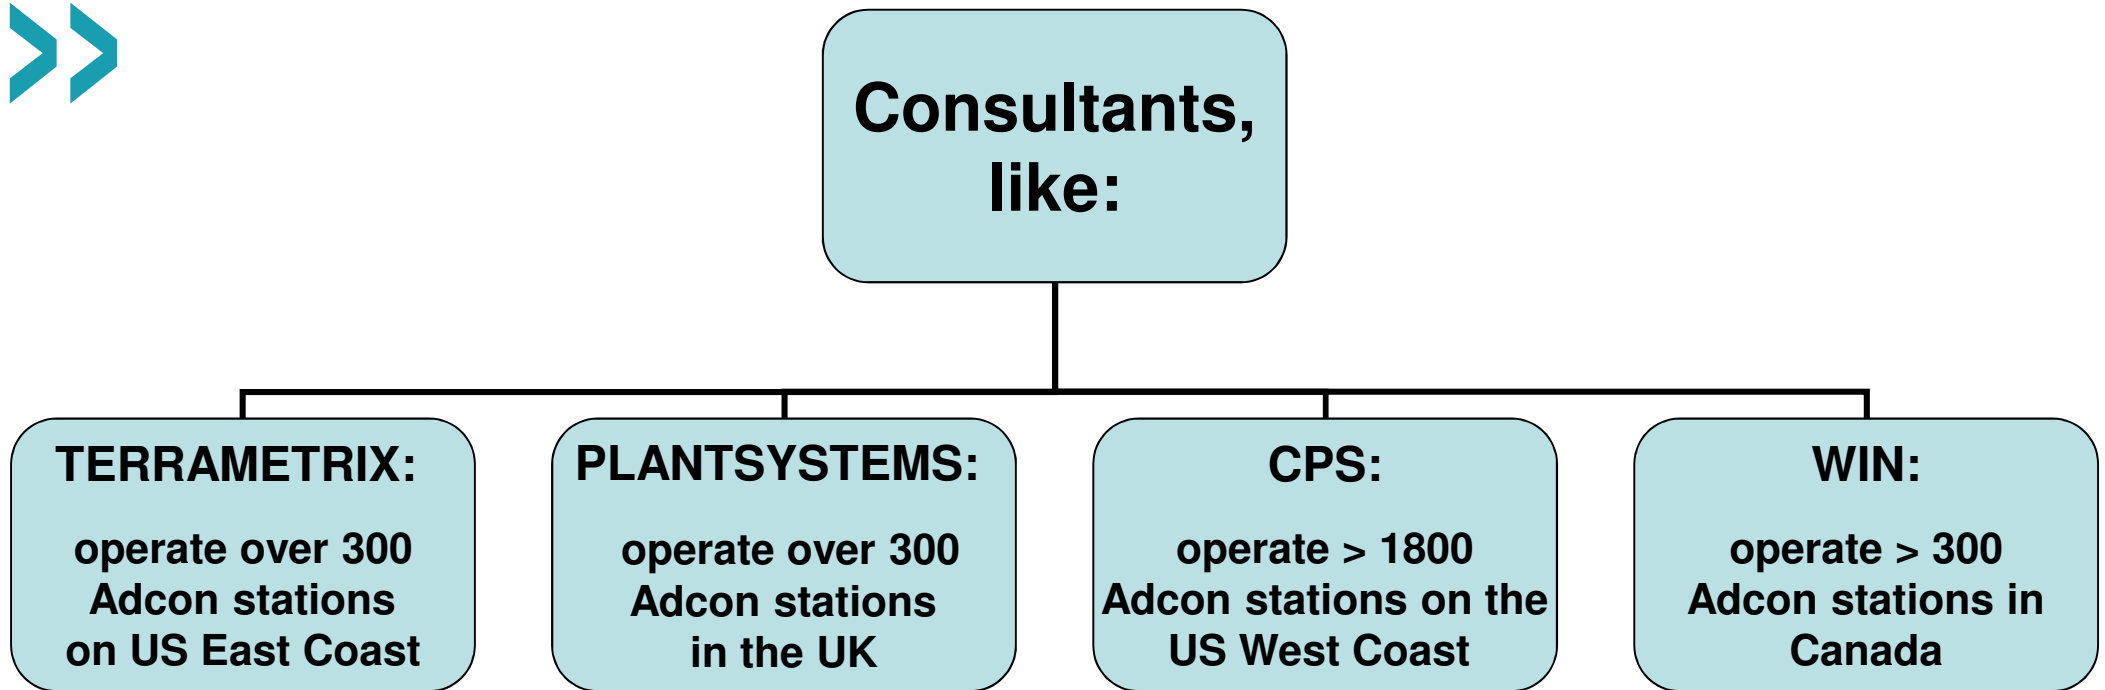 Consultants,
like:
TERRAMETRIX:
operate over 300
Adcon stations
on US East Coast
PLANTSYSTEMS:
operate over 300
Adcon stations
in the UK
CPS:
operate > 1800
Adcon stations on the
US West Coast
WIN:
operate > 300
Adcon stations in
Canada